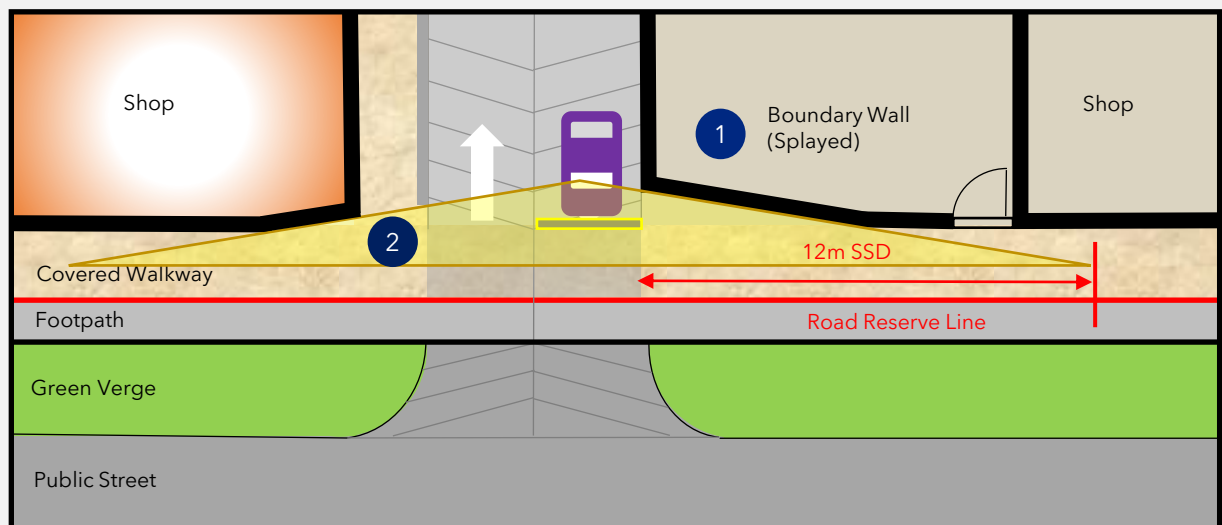 Shop
1
Boundary Wall
(Splayed)
Shop
2
12m SSD
Covered Walkway
Footpath
Road Reserve Line
Green Verge
Public Street